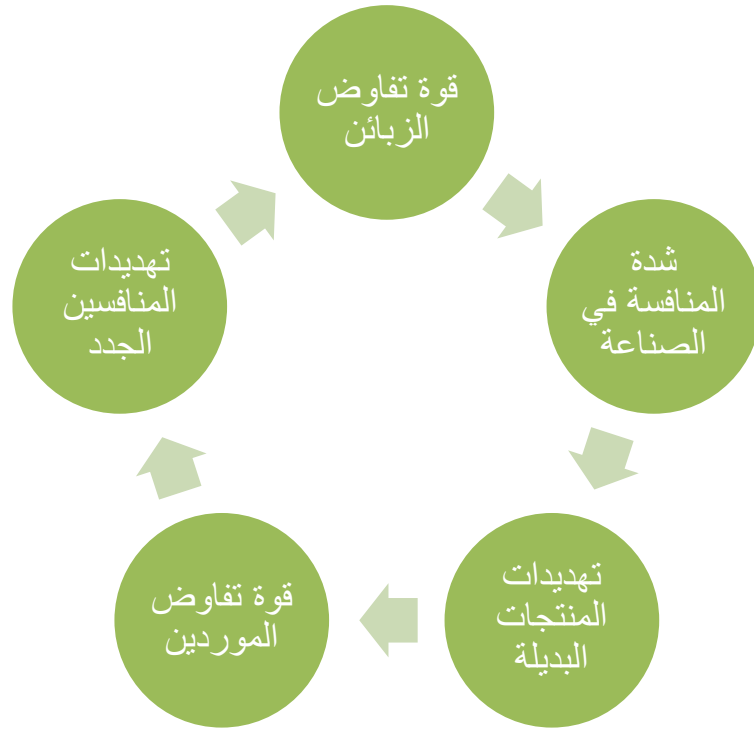 قوة تفاوض
الزبائن
شدة
المنافسة في
الصناعة
تهديدات
المنتجات
البديلة
قوة تفاوض
الموردين
تهديدات
المنافسين
الجدد